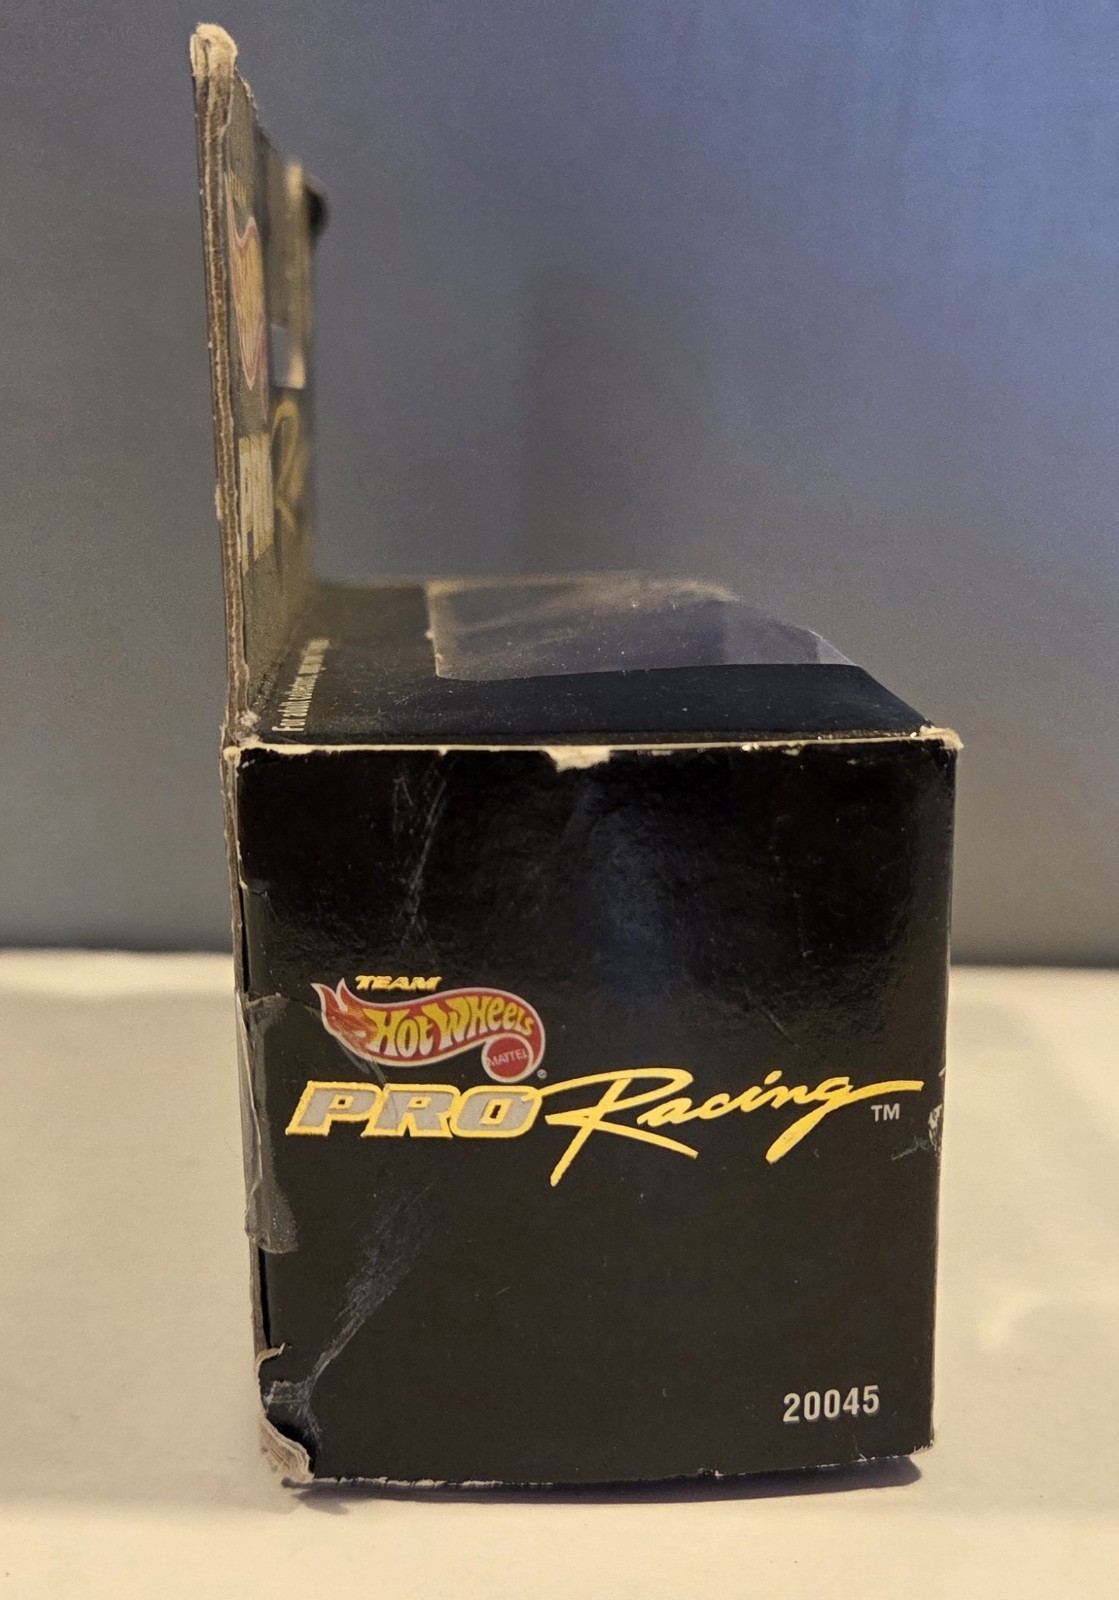 TEAM
Hot Wheels
MATTEL ®
PRO Racing ™
20045